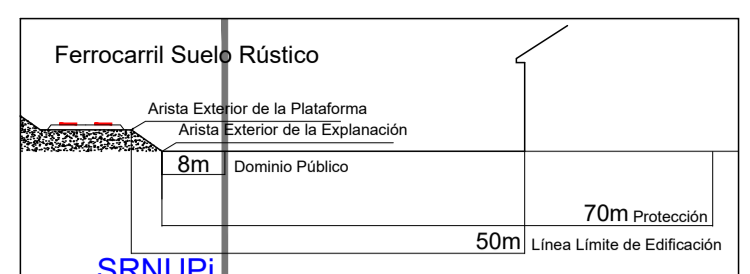 Ferrocarril Suelo Rústico
Arista Exterior de la Plataforma
Arista Exterior de la Explanación
8m Dominio Público
70m Protección
50m Línea Límite de Edificación
SRNUPi